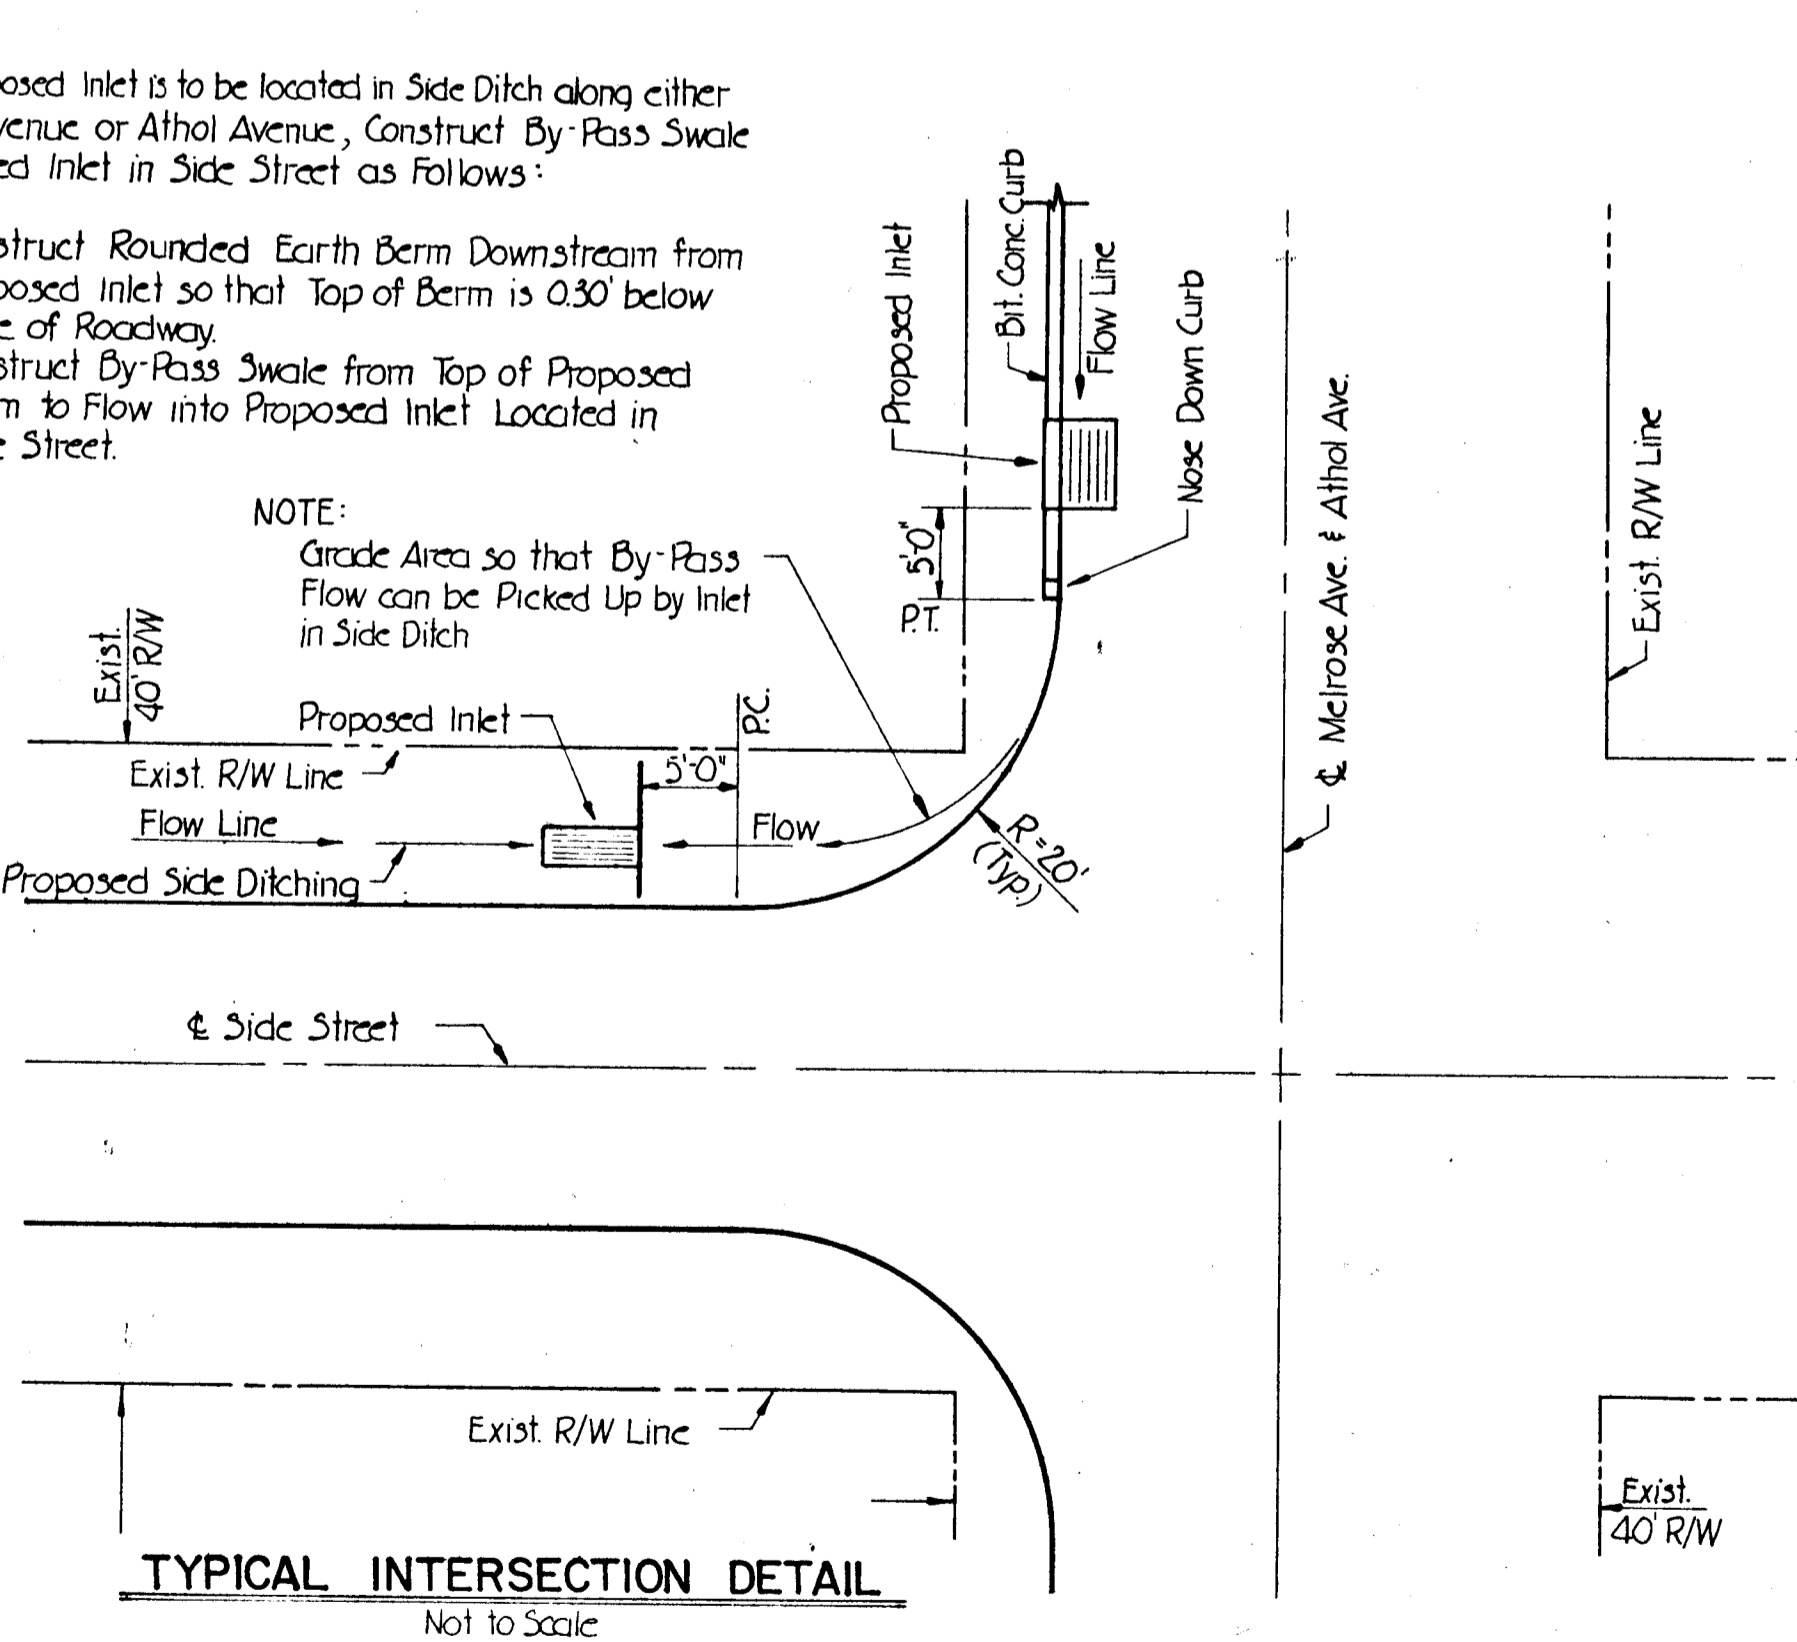 osed Inlet is to be located in Side Ditch along either
venue or Athol Avenue, Construct By-Pass Swale
ed Inlet in Side Street as Follows:
struct Rounded Earth Berm Downstream from
posed Inlet so that Top of Berm is 0.30' below
e of Roadway.
struct By-Pass Swale from Top of Proposed
m to Flow into Proposed Inlet Located in
e Street.
NOTE:
Grade Area so that By-Pass
Flow can be Picked Up by Inlet
in Side Ditch
Proposed Inlet
Bit. Conc. Curb
Flow Line
Nose Down Curb
5'-0"
P.T.
℄ Melrose Ave. & Athol Ave.
Exist. R/W Line
Exist.
40' R/W
Proposed Inlet
P.C.
Exist. R/W Line
5'-0"
Flow Line
Flow
Proposed Side Ditching
R=20'
(Typ.)
℄ Side Street
Exist. R/W Line
Exist.
40' R/W
TYPICAL INTERSECTION DETAIL
Not to Scale